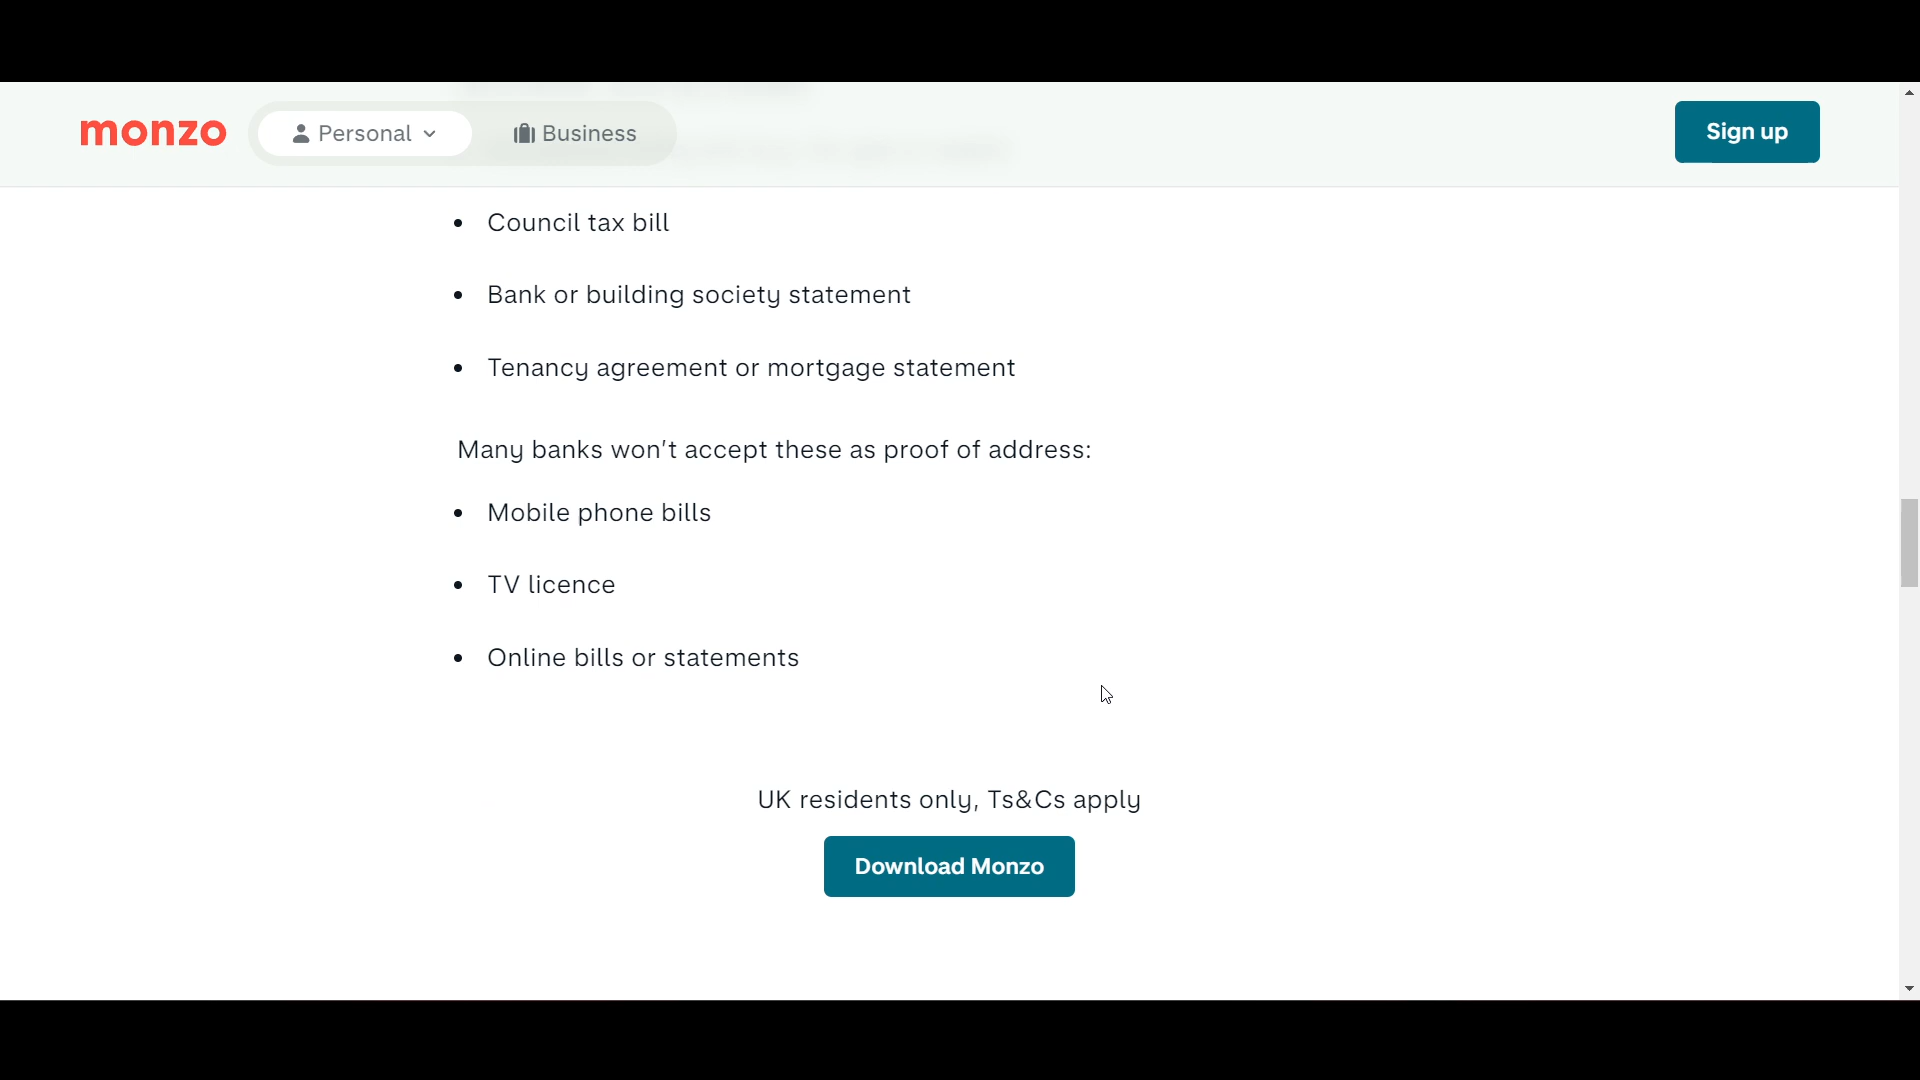 monzo
Personal
Business
Sign up
• Council tax bill
• Bank or building society statement
• Tenancy agreement or mortgage statement
Many banks won't accept these as proof of address:
• Mobile phone bills
• TV licence
• Online bills or statements
UK residents only, Ts&Cs apply
Download Monzo